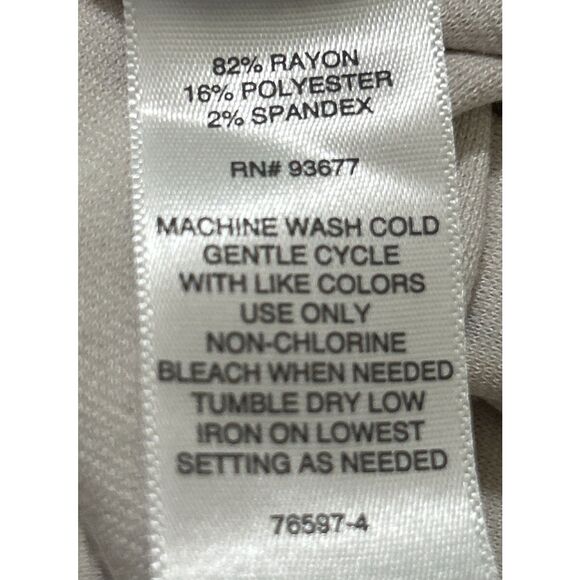 82% RAYON
16% POLYESTER
2% SPANDEX
RN# 93677
MACHINE WASH COLD
GENTLE CYCLE
WITH LIKE COLORS
USE ONLY
NON-CHLORINE
BLEACH WHEN NEEDED
TUMBLE DRY LOW
IRON ON LOWEST
SETTING AS NEEDED
76597-4